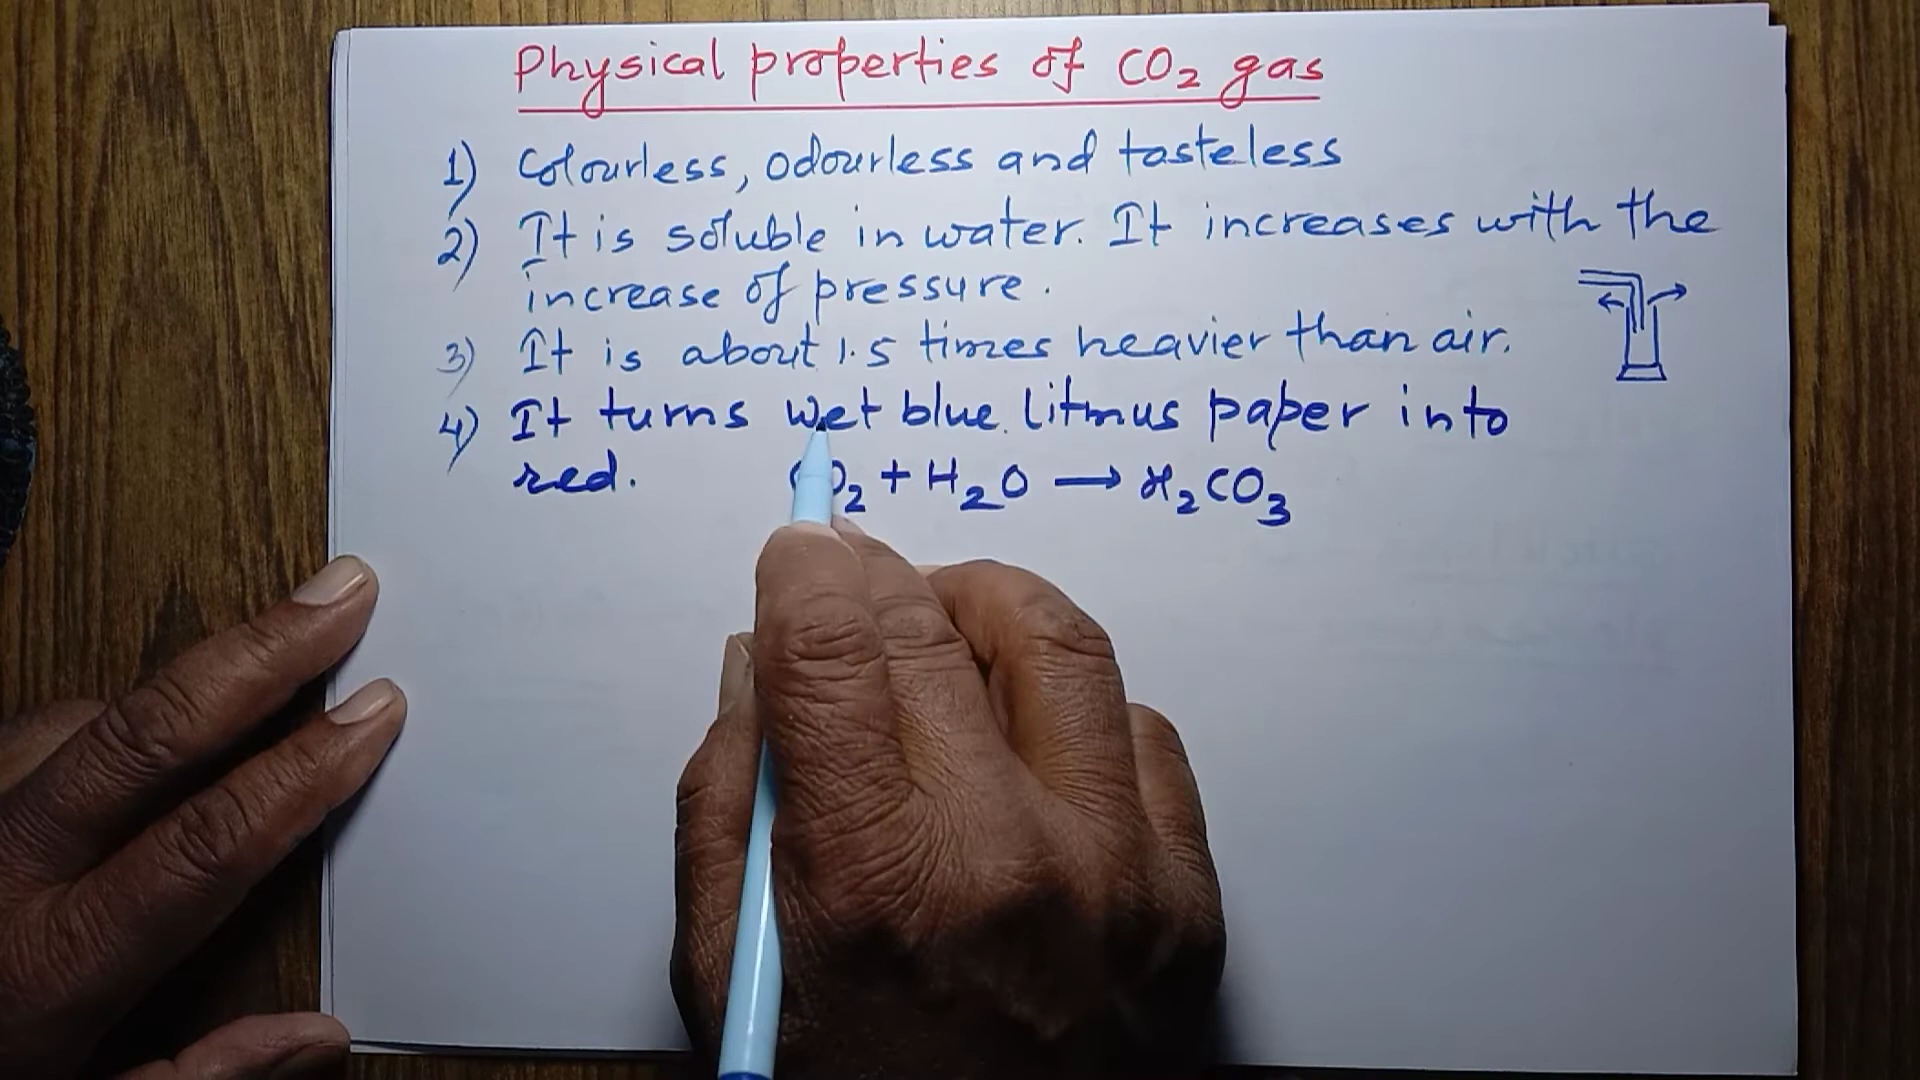 Physical properties of CO2 gas
1) Colourless, odourless and tasteless
2) It is soluble in water. It increases with the
increase of pressure.
3) It is about 1.5 times heavier than air.
4) It turns wet blue litmus paper into
red. CO2 + H2O → H2CO3